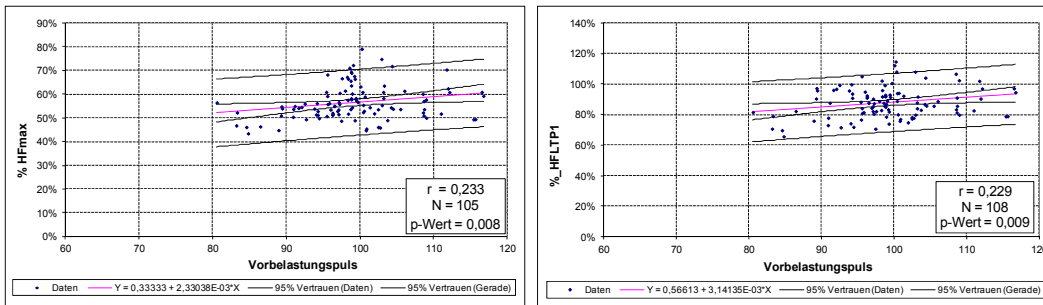 90%
80%
70%
60%
50%
40%
30%
20%
10%
0%
% HFmax
r = 0,233
N = 105
p-Wert = 0,008
60 70 80 90 100 110 120
Vorbelastungspuls
Daten Y = 0,33333 + 2,33038E-03*X 95% Vertrauen (Daten) 95% Vertrauen (Gerade)
140%
120%
100%
80%
60%
40%
20%
0%
%_HFLTP1
r = 0,229
N = 108
p-Wert = 0,009
60 70 80 90 100 110 120
Vorbelastungspuls
Daten Y = 0,56613 + 3,14135E-03*X 95% Vertrauen (Daten) 95% Vertrauen (Gerade)